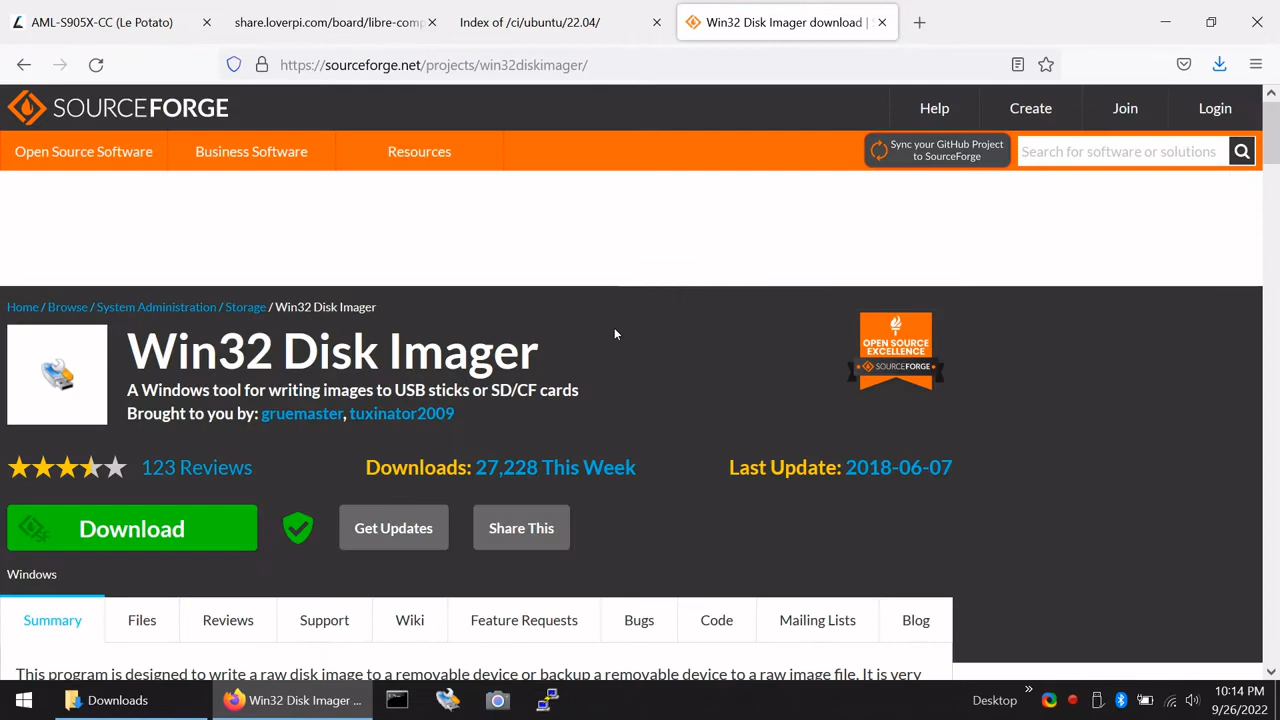 AML-S905X-CC (Le Potato)
share.loverpi.com/board/libre-comp
Index of /ci/ubuntu/22.04/
Win32 Disk Imager download | S
https://sourceforge.net/projects/win32diskimager/
SOURCEFORGE
Help
Create
Join
Login
Open Source Software
Business Software
Resources
Sync your GitHub Project
to SourceForge
Search for software or solutions
Home / Browse / System Administration / Storage / Win32 Disk Imager
Win32 Disk Imager
A Windows tool for writing images to USB sticks or SD/CF cards
Brought to you by: gruemaster, tuxinator2009
OPEN SOURCE
EXCELLENCE
SOURCEFORGE
123 Reviews
Downloads: 27,228 This Week
Last Update: 2018-06-07
SF
Download
Get Updates
Share This
Windows
Summary
Files
Reviews
Support
Wiki
Feature Requests
Bugs
Code
Mailing Lists
Blog
This program is designed to write a raw disk image to a removable device or backup a removable device to a raw image file. It is very
Downloads
Win32 Disk Imager ...
Desktop
10:14 PM
9/26/2022